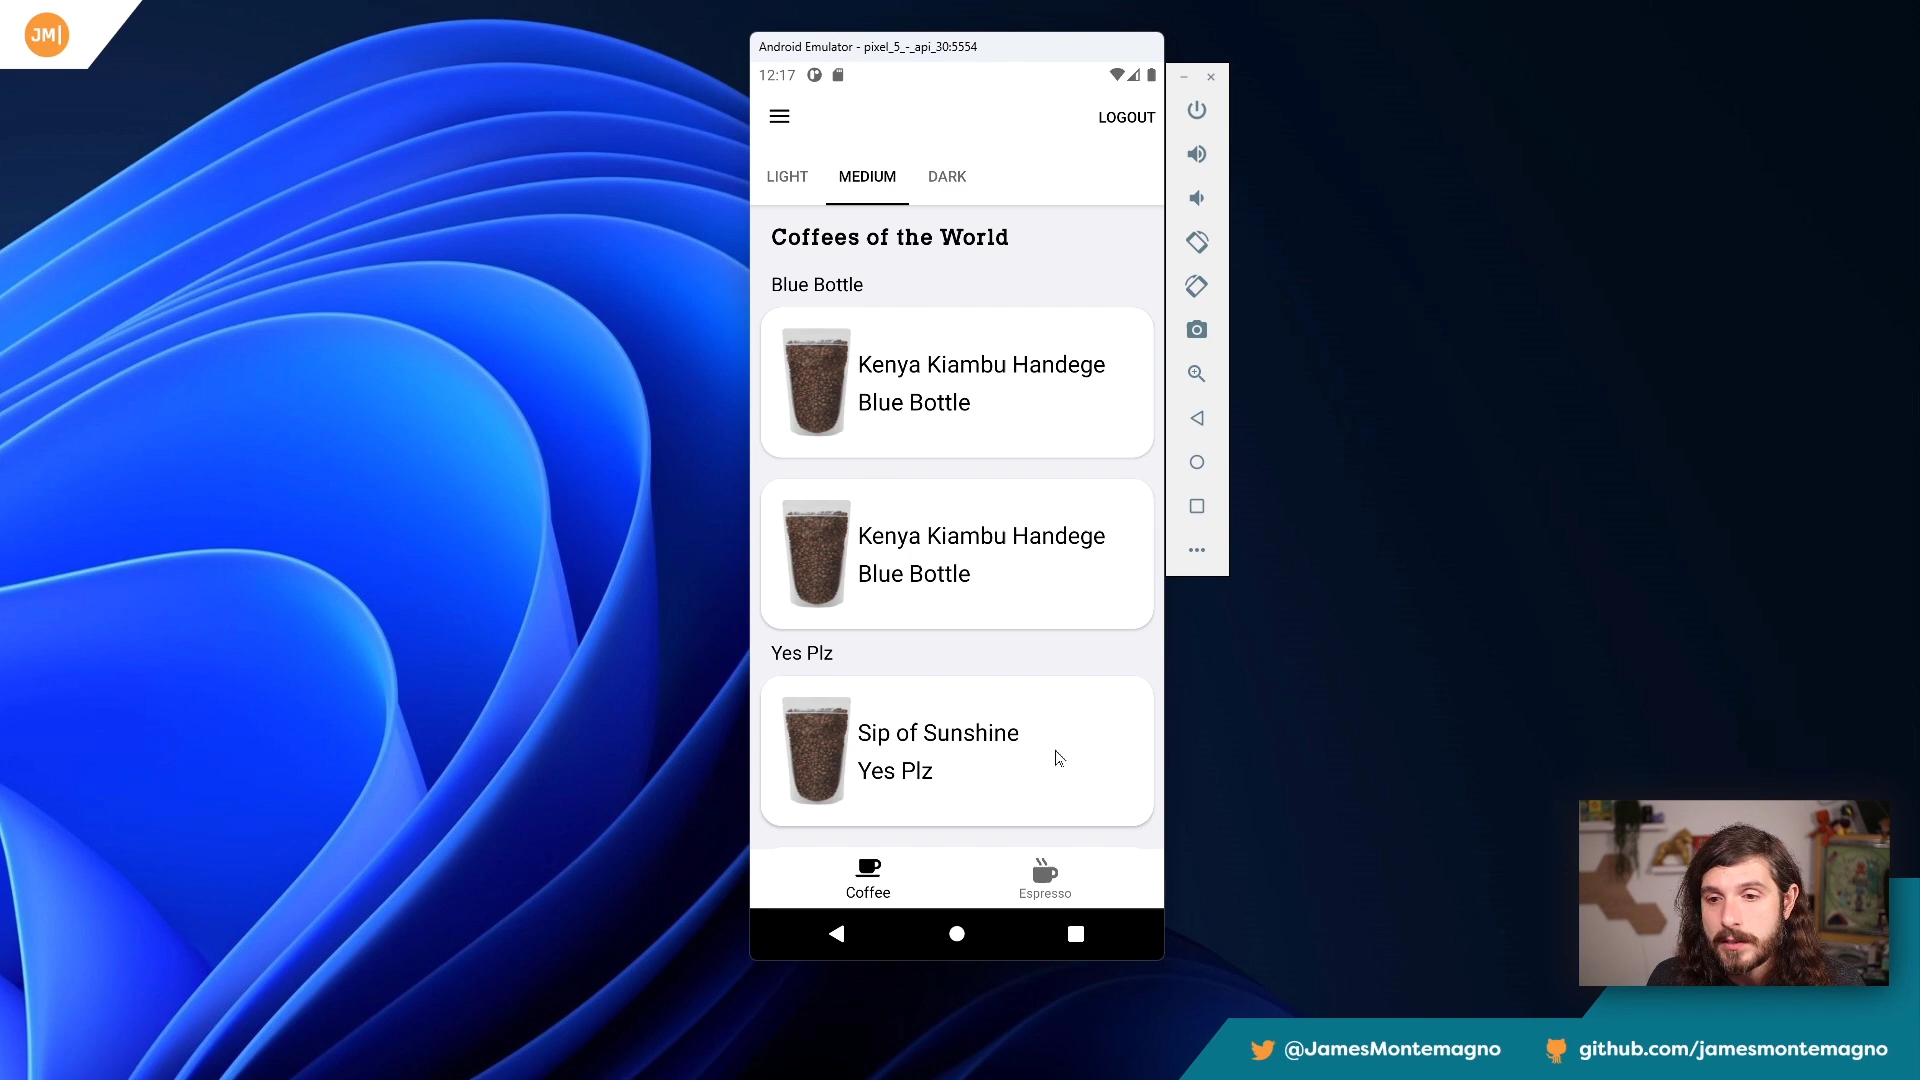 JM|
Android Emulator - pixel_5_-_api_30:5554
12:17
LOGOUT
LIGHT MEDIUM DARK
Coffees of the World
Blue Bottle
Kenya Kiambu Handege
Blue Bottle
Kenya Kiambu Handege
Blue Bottle
Yes Plz
Sip of Sunshine
Yes Plz
Coffee Espresso
@JamesMontemagno github.com/jamesmontemagno